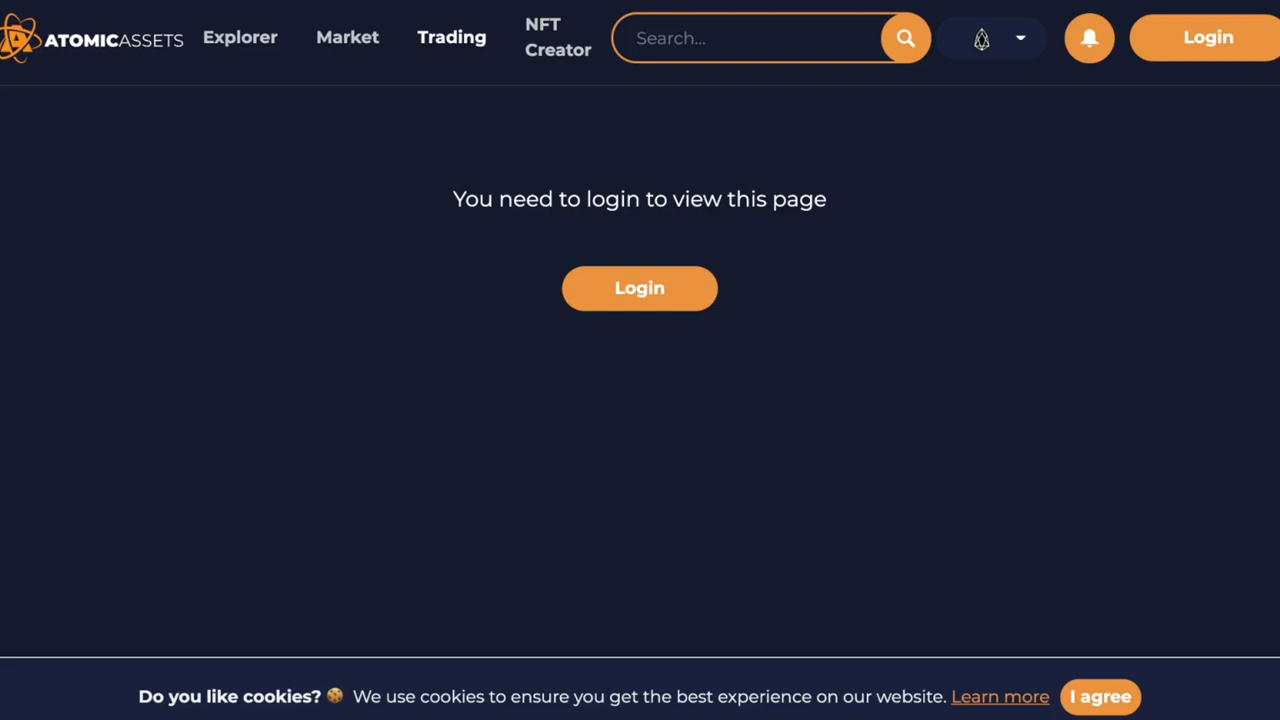 ATOMICASSETS
Explorer
Market
Trading
NFT
Creator
Search...
Login
You need to login to view this page
Login
Do you like cookies? 🍪 We use cookies to ensure you get the best experience on our website. Learn more
I agree